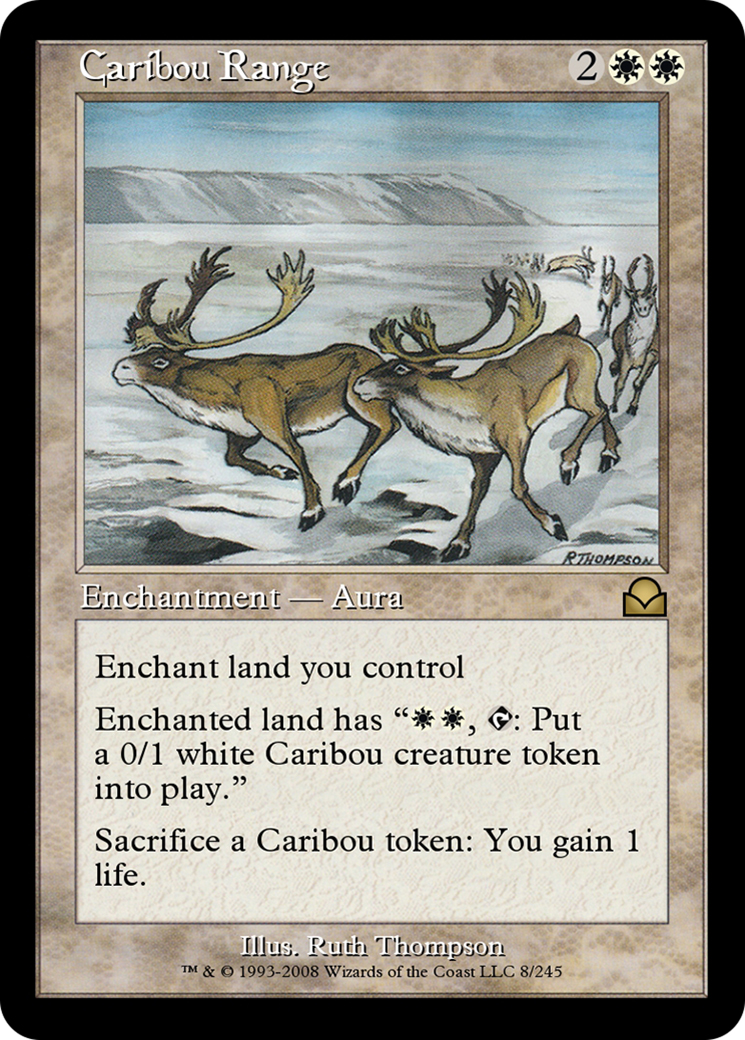 Caribou Range 2
R THOMPSON
Enchantment — Aura
Enchant land you control
Enchanted land has “, : Put
a 0/1 white Caribou creature token
into play.”
Sacrifice a Caribou token: You gain 1
life.
Illus. Ruth Thompson
™ & © 1993-2008 Wizards of the Coast LLC 8/245